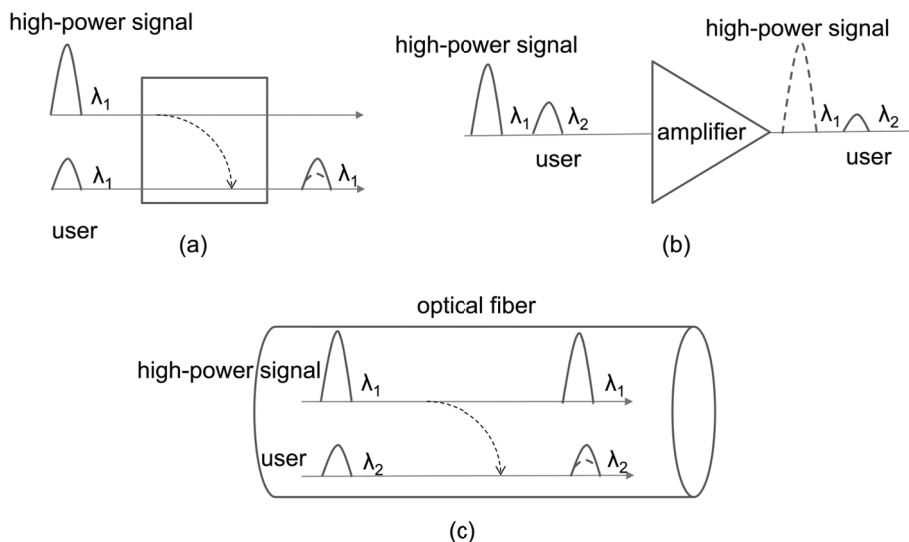 high-power signal
λ1
λ1
λ1
user
(a)
high-power signal
λ1
λ2
user
amplifier
high-power signal
λ1
λ2
user
(b)
optical fiber
high-power signal
λ1
λ1
user
λ2
λ2
(c)